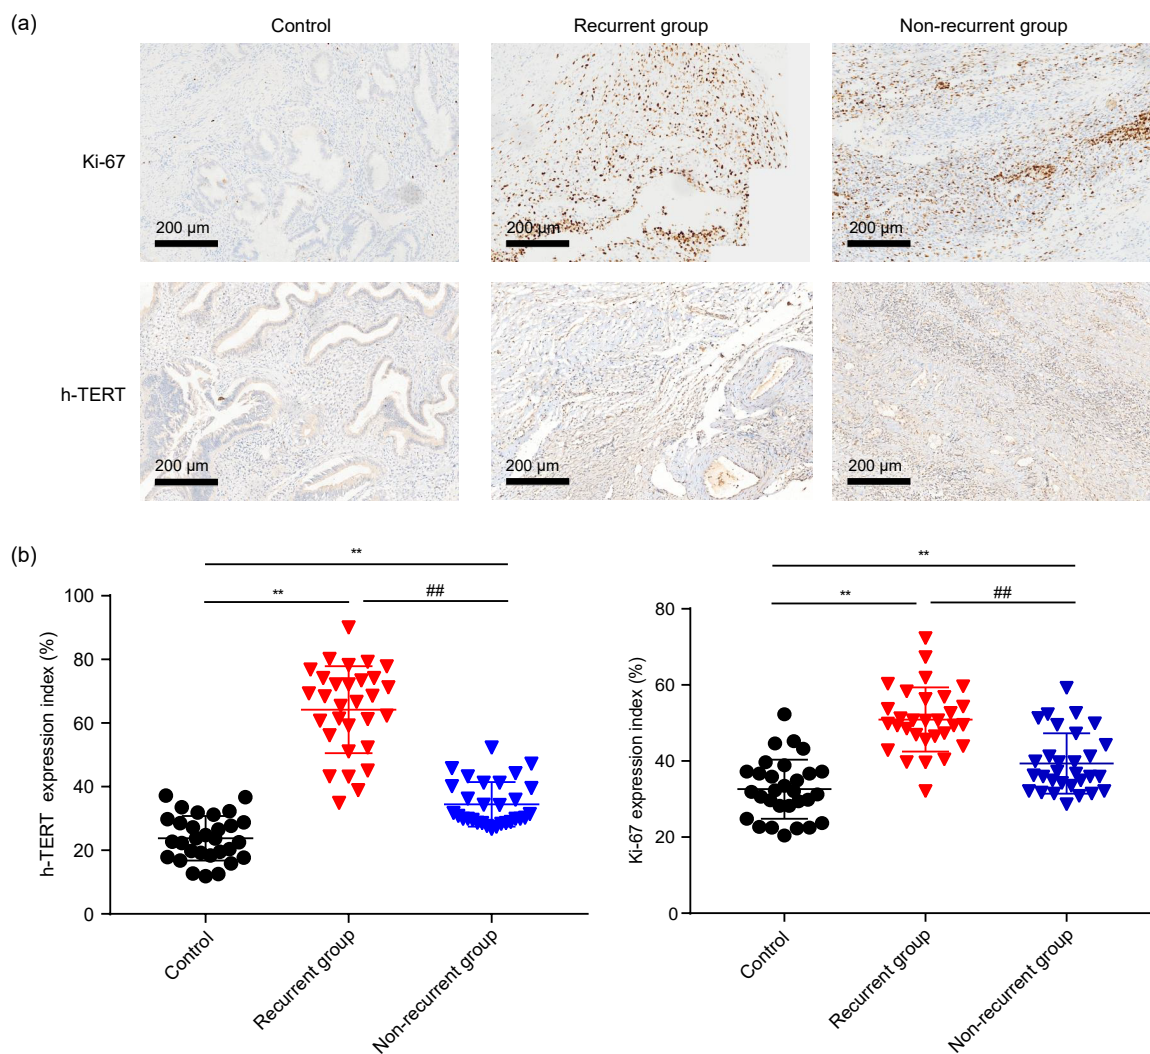 (a)
Control
Recurrent group
Non-recurrent group
Ki-67
200 µm
200 µm
200 µm
h-TERT
200 µm
200 µm
200 µm
(b)
**
**
##
h-TERT expression index (%)
100
80
60
40
20
0
Control
Recurrent group
Non-recurrent group
**
**
##
Ki-67 expression index (%)
80
60
40
20
0
Control
Recurrent group
Non-recurrent group